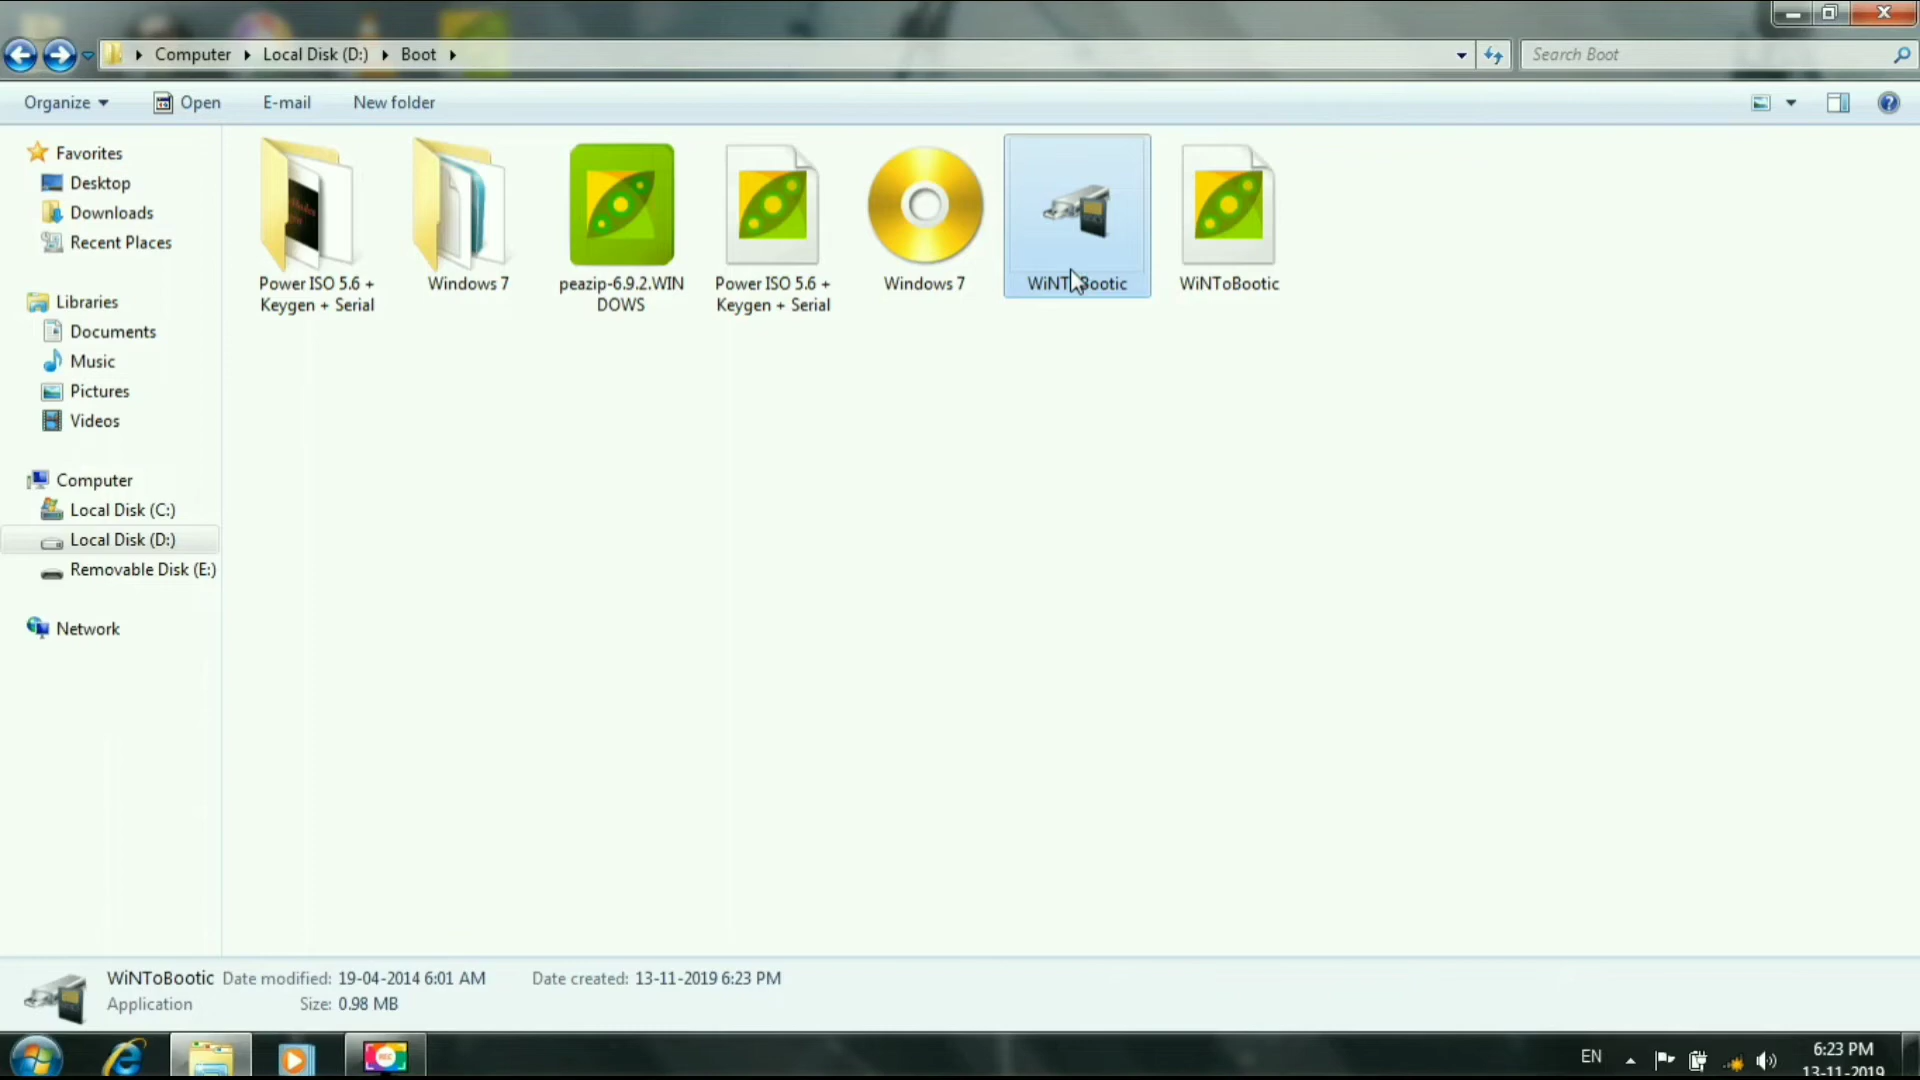 Computer Local Disk (D:) Boot
Search Boot
Organize Open E-mail New folder
Favorites
Desktop
Downloads
Recent Places
Libraries
Documents
Music
Pictures
Videos
Computer
Local Disk (C:)
Local Disk (D:)
Removable Disk (E:)
Network
Power ISO 5.6 +
Keygen + Serial
Windows 7
peazip-6.9.2.WIN
DOWS
Power ISO 5.6 +
Keygen + Serial
Windows 7
WiNToBootic
WiNToBootic
WiNToBootic Date modified: 19-04-2014 6:01 AM Date created: 13-11-2019 6:23 PM
Application Size: 0.98 MB
REC
EN
6:23 PM
13-11-2019